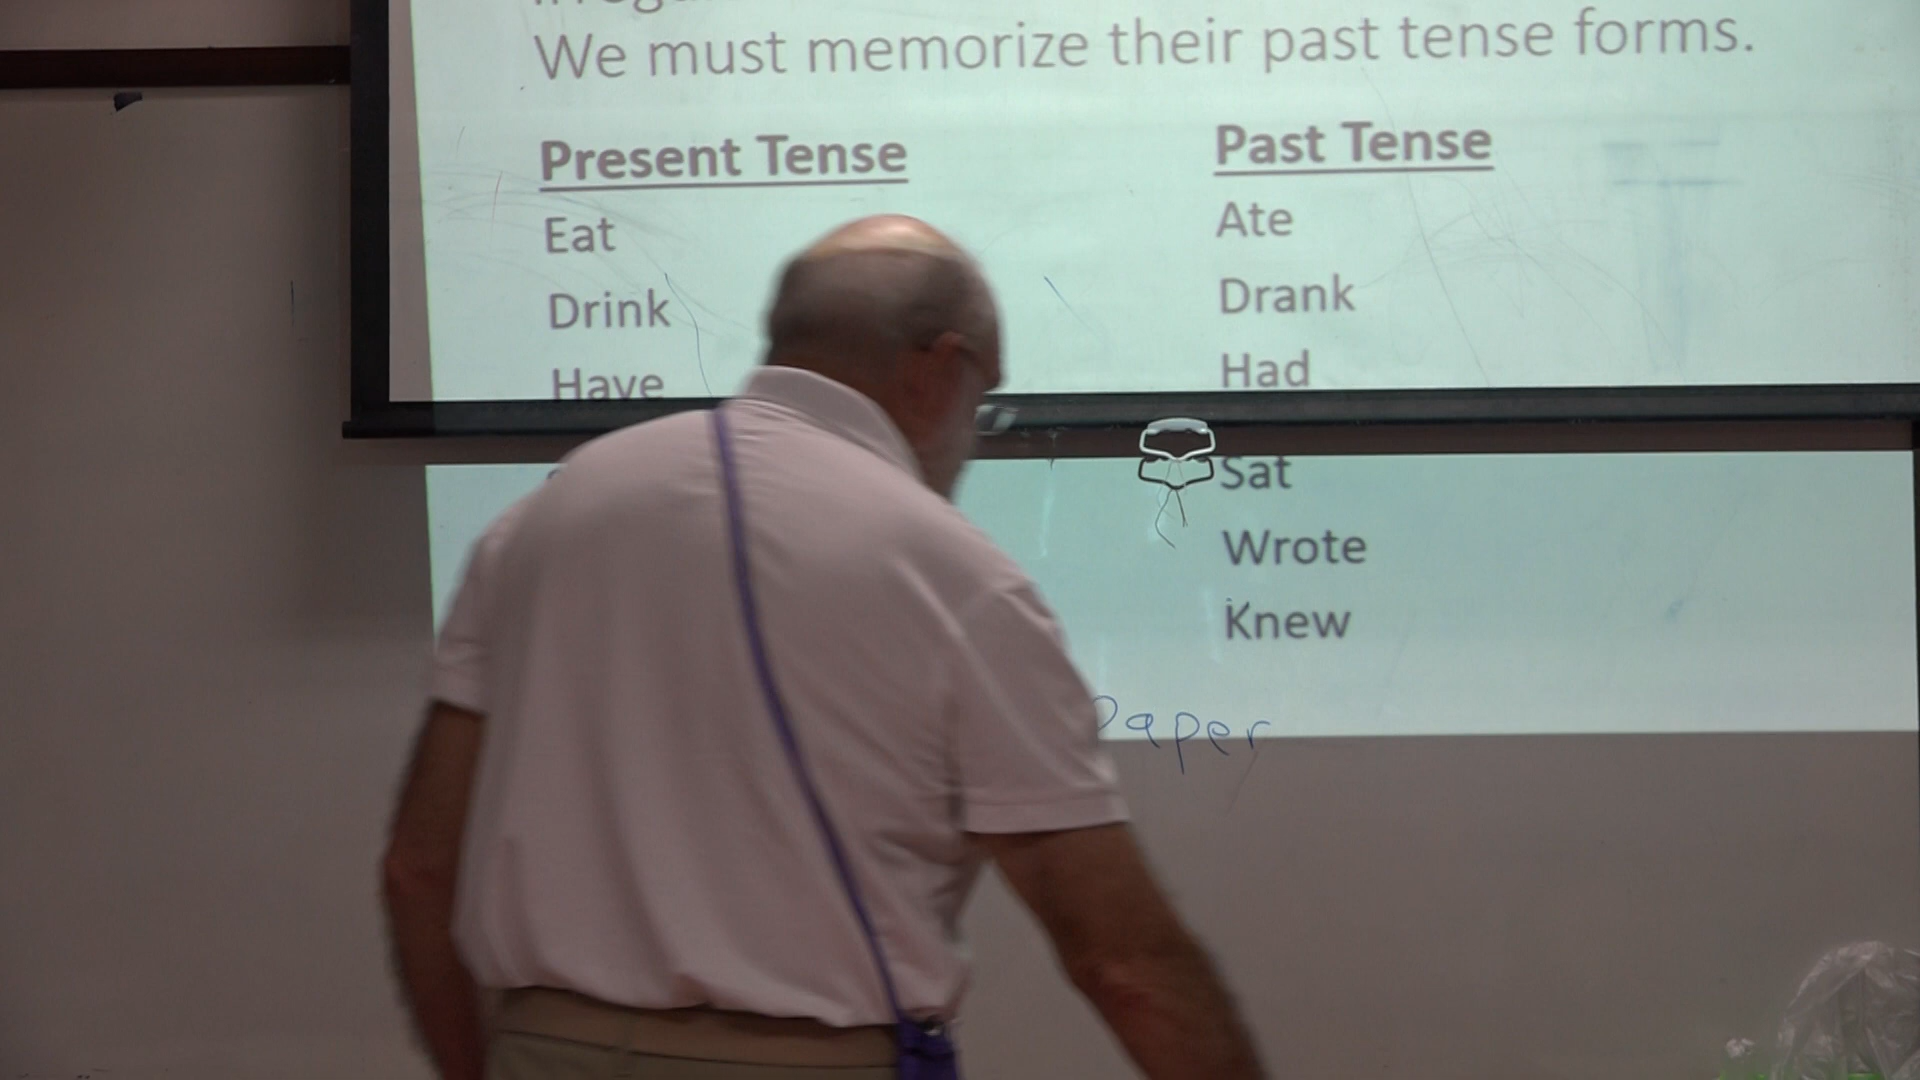 We must memorize their past tense forms.
Present Tense Past Tense
Eat Ate
Drink Drank
Have Had
Sat
Wrote
Knew
Paper